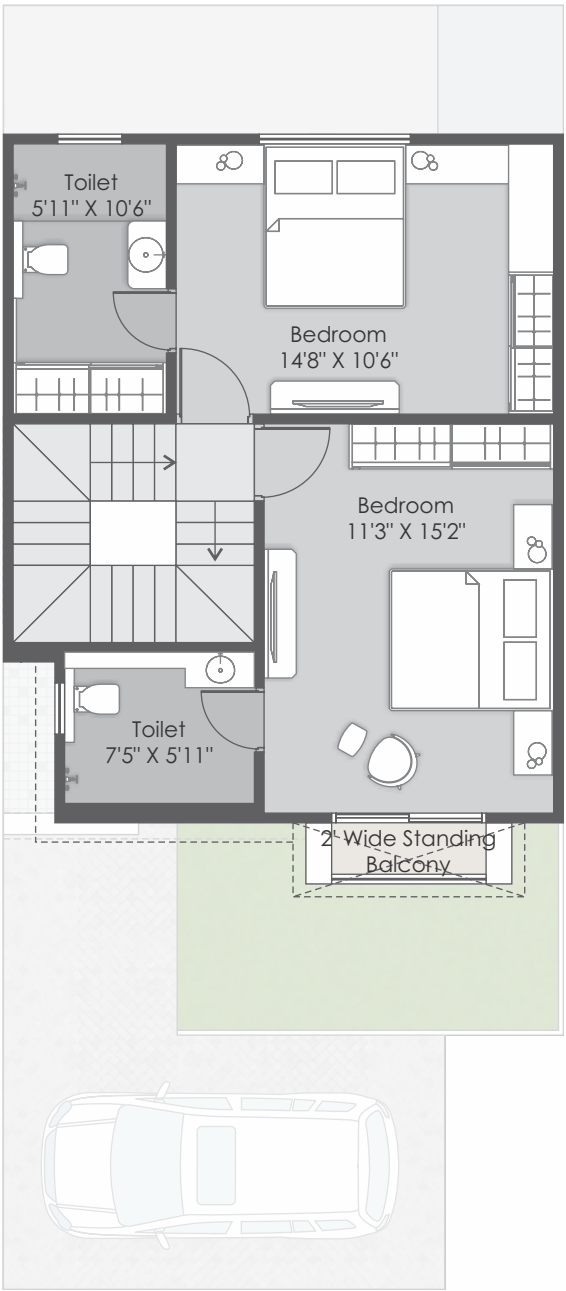 Toilet
5'11" X 10'6"
Bedroom
14'8" X 10'6"
Bedroom
11'3" X 15'2"
Toilet
7'5" X 5'11"
2' Wide Standing
Balcony